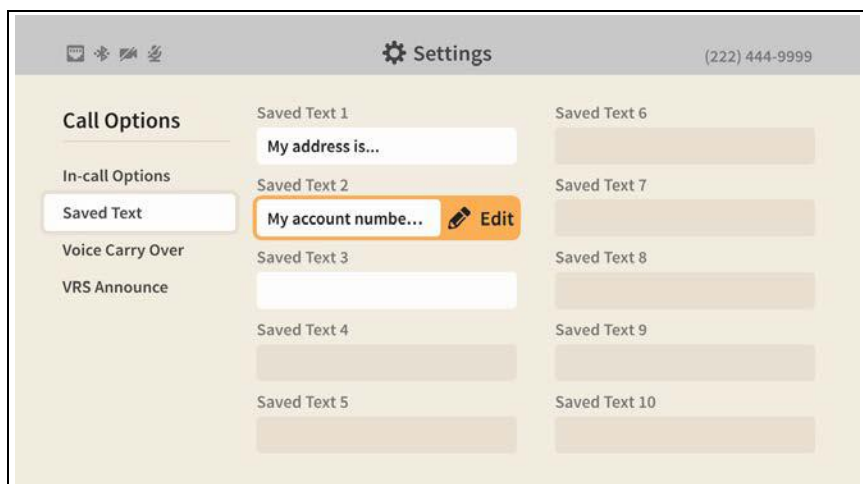 Settings
(222) 444-9999
Call Options
In-call Options
Saved Text
Voice Carry Over
VRS Announce
Saved Text 1
My address is...
Saved Text 2
My account numbe... Edit
Saved Text 3
Saved Text 4
Saved Text 5
Saved Text 6
Saved Text 7
Saved Text 8
Saved Text 9
Saved Text 10